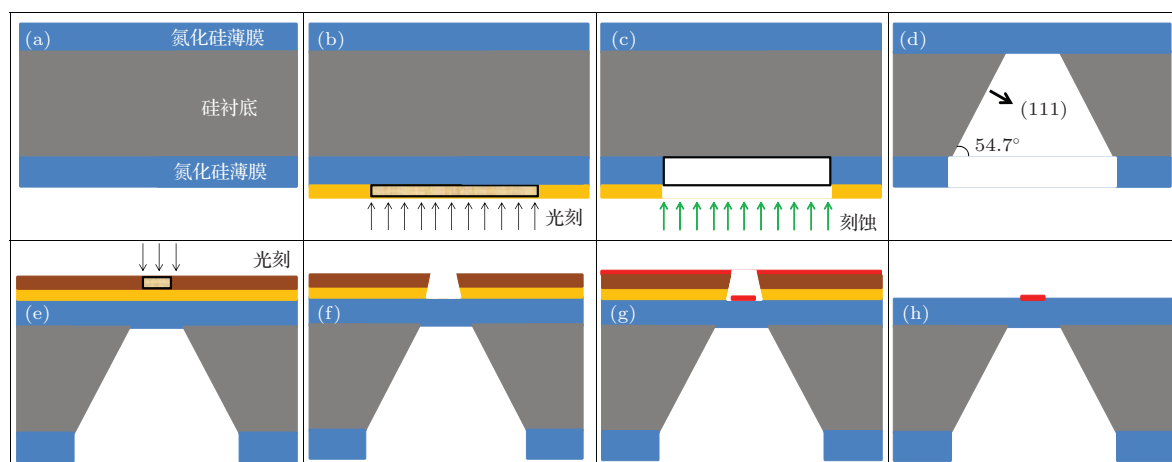 (a)
氮化硅薄膜
硅衬底
氮化硅薄膜
(b)
光刻
(c)
刻蚀
(d)
(111)
54.7°
光刻
(e)
(f)
(g)
(h)